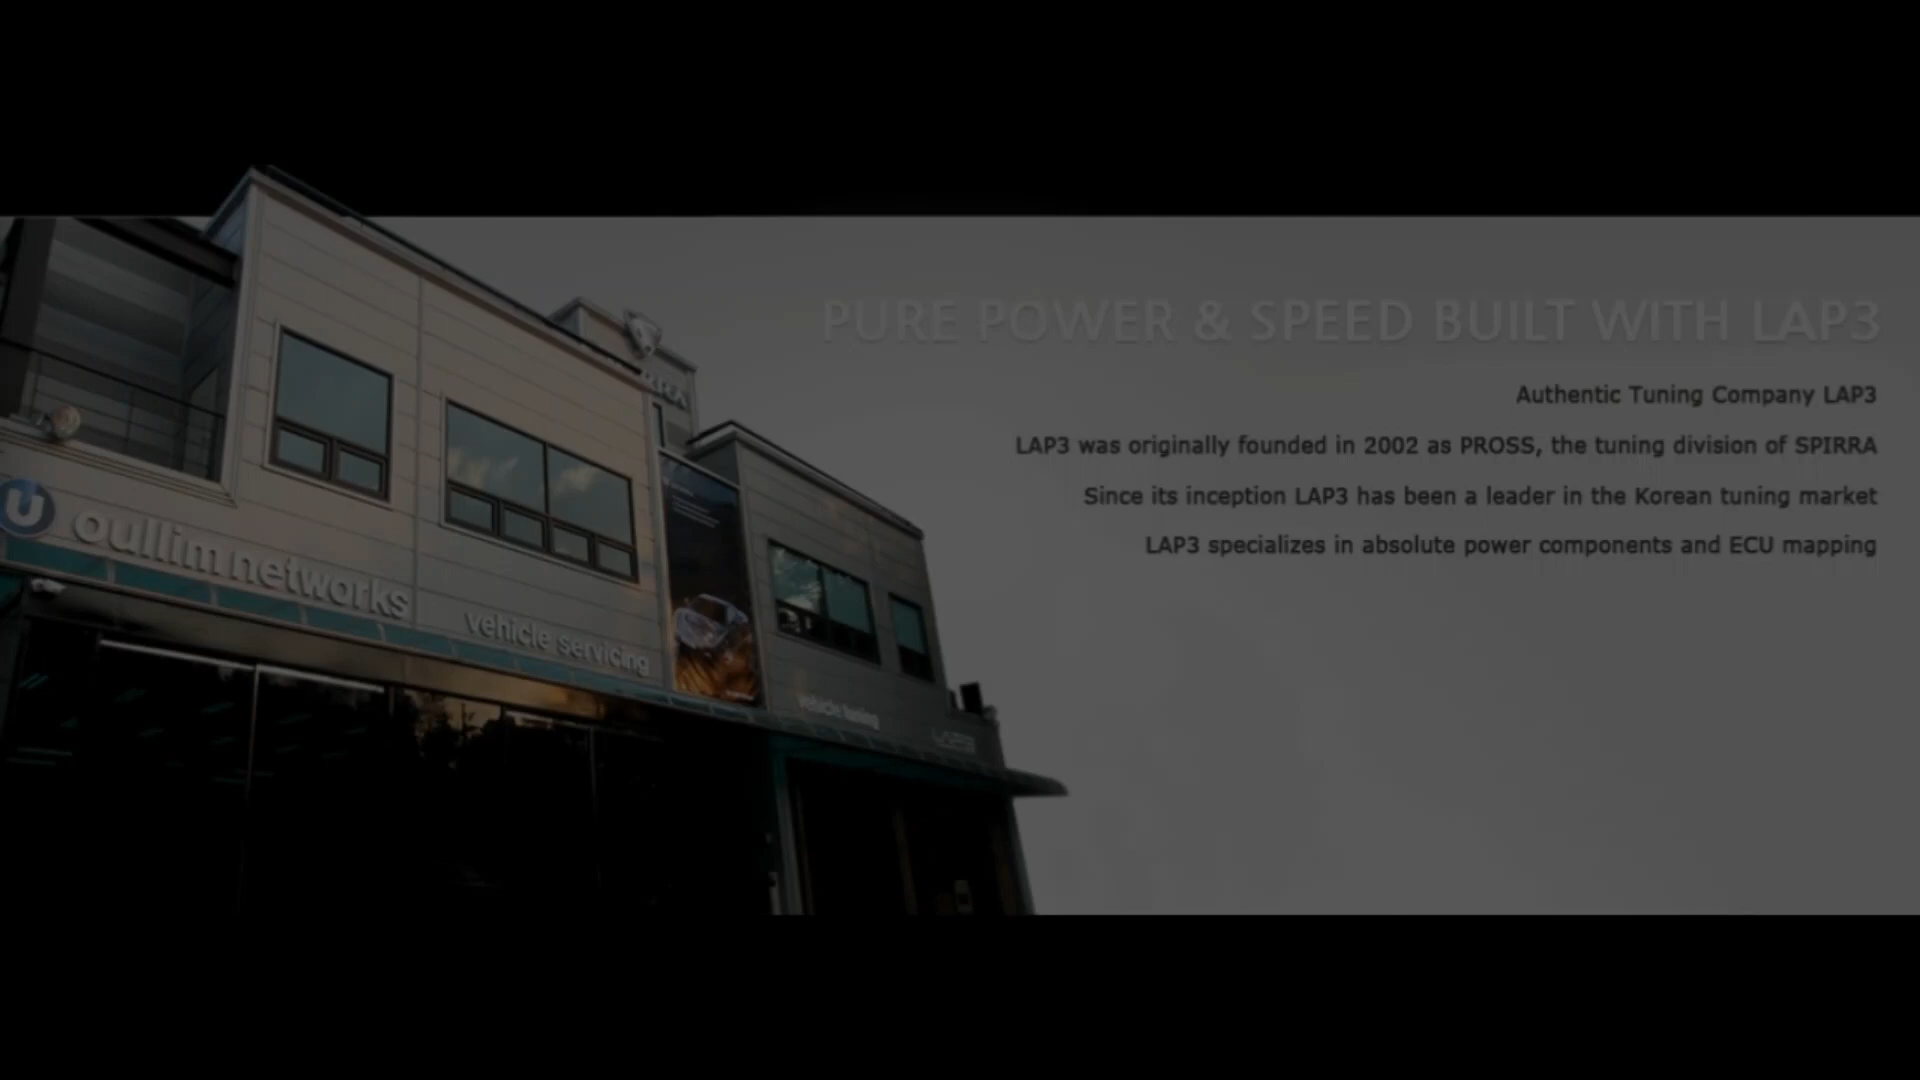 PURE POWER & SPEED BUILT WITH LAP3
Authentic Tuning Company LAP3
LAP3 was originally founded in 2002 as PROSS, the tuning division of SPIRRA
Since its inception LAP3 has been a leader in the Korean tuning market
LAP3 specializes in absolute power components and ECU mapping
U oullim networks
vehicle servicing
vehicle tuning
LAP3